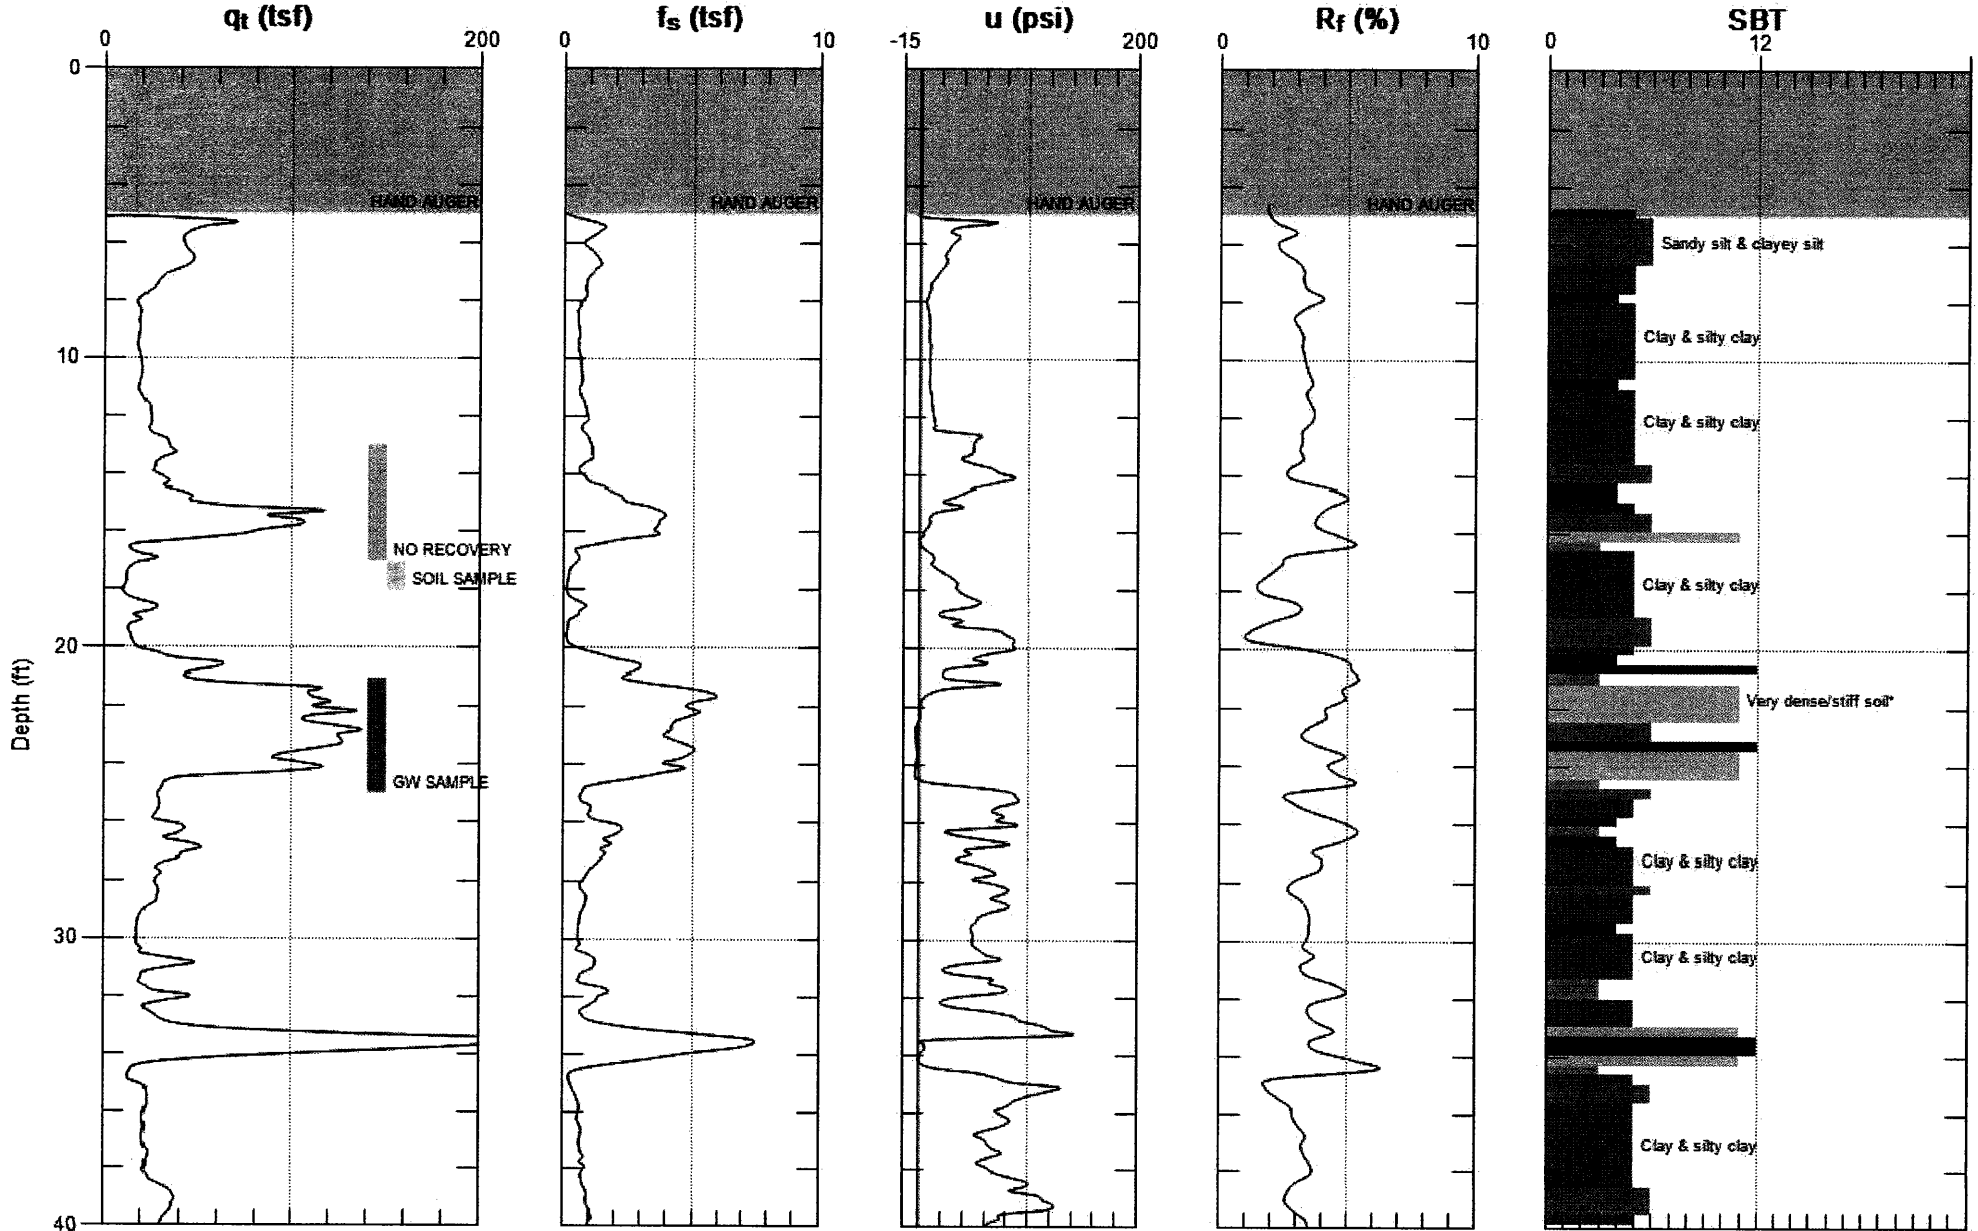 qt (tsf)
fs (tsf)
u (psi)
Rf (%)
SBT
0
200
0
10
-15
200
0
10
0
12
0
HAND AUGER
HAND AUGER
HAND AUGER
HAND AUGER
Sandy silt & clayey silt
Clay & silty clay
10
Clay & silty clay
NO RECOVERY
SOIL SAMPLE
Clay & silty clay
20
Depth (ft)
Very dense/stiff soil*
GW SAMPLE
Clay & silty clay
30
Clay & silty clay
Clay & silty clay
40